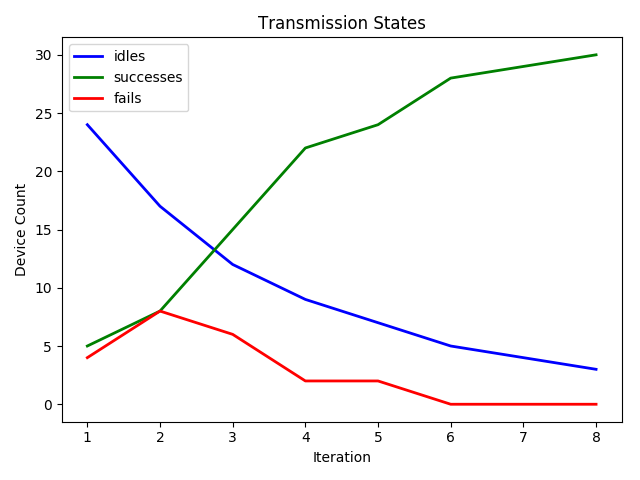 Transmission States
idles
successes
fails
Device Count
30
25
20
15
10
5
0
1 2 3 4 5 6 7 8
Iteration